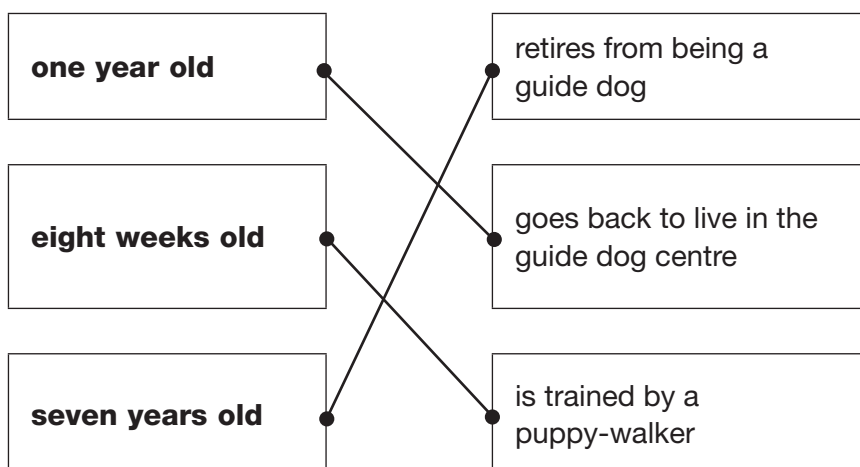 one year old
retires from being a
guide dog
eight weeks old
goes back to live in the
guide dog centre
seven years old
is trained by a
puppy-walker